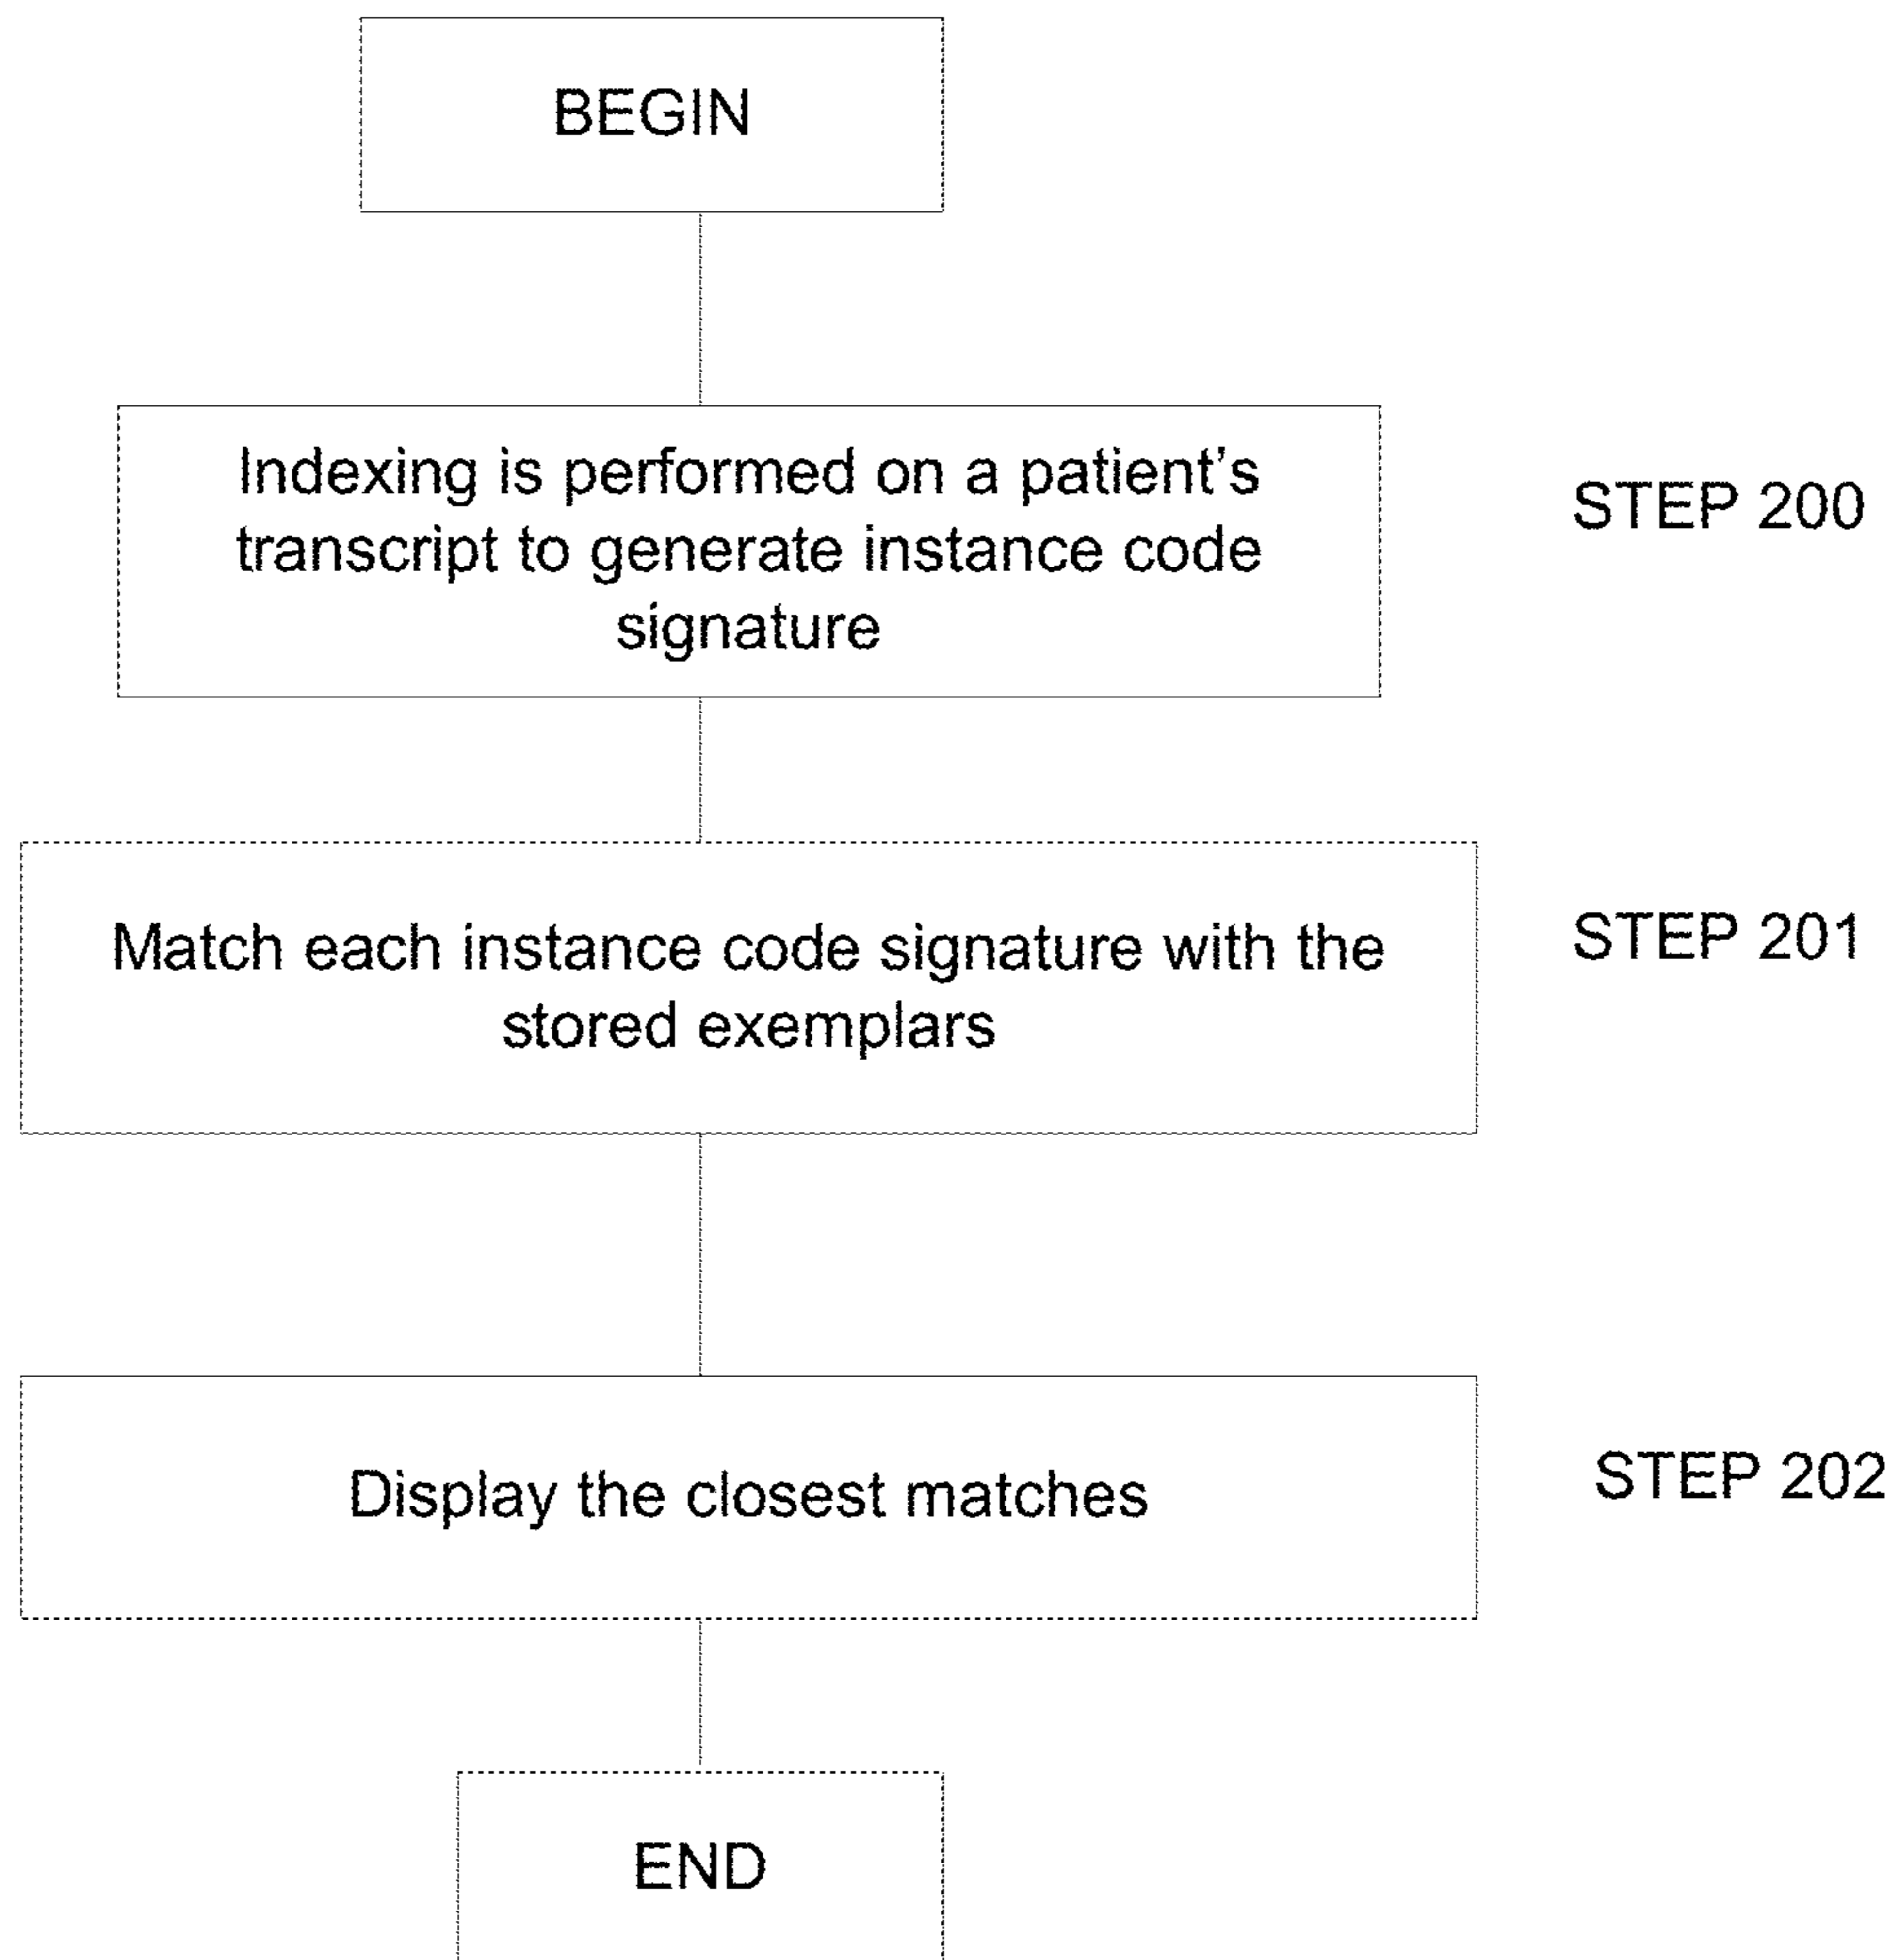 BEGIN
Indexing is performed on a patient's
transcript to generate instance code
signature
STEP 200
Match each instance code signature with the
stored exemplars
STEP 201
Display the closest matches
STEP 202
END